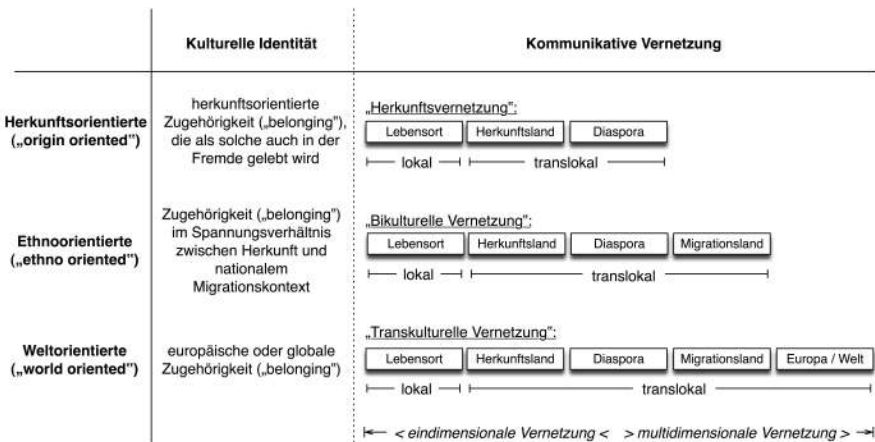 Kulturelle Identität
Kommunikative Vernetzung
Herkunftsorientierte
(„origin oriented")
herkunftsorientierte
Zugehörigkeit („belonging"),
die als solche auch in der
Fremde gelebt wird
„Herkunftsvernetzung":
Lebensort Herkunftsland Diaspora
lokal translokal
Ethnoorientierte
(„ethno oriented")
Zugehörigkeit („belonging")
im Spannungsverhältnis
zwischen Herkunft und
nationalem
Migrationskontext
„Bikulturelle Vernetzung":
Lebensort Herkunftsland Diaspora Migrationsland
lokal translokal
Weltorientierte
(„world oriented")
europäische oder globale
Zugehörigkeit („belonging")
„Transkulturelle Vernetzung":
Lebensort Herkunftsland Diaspora Migrationsland Europa / Welt
lokal translokal
< eindimensionale Vernetzung < > multidimensionale Vernetzung >